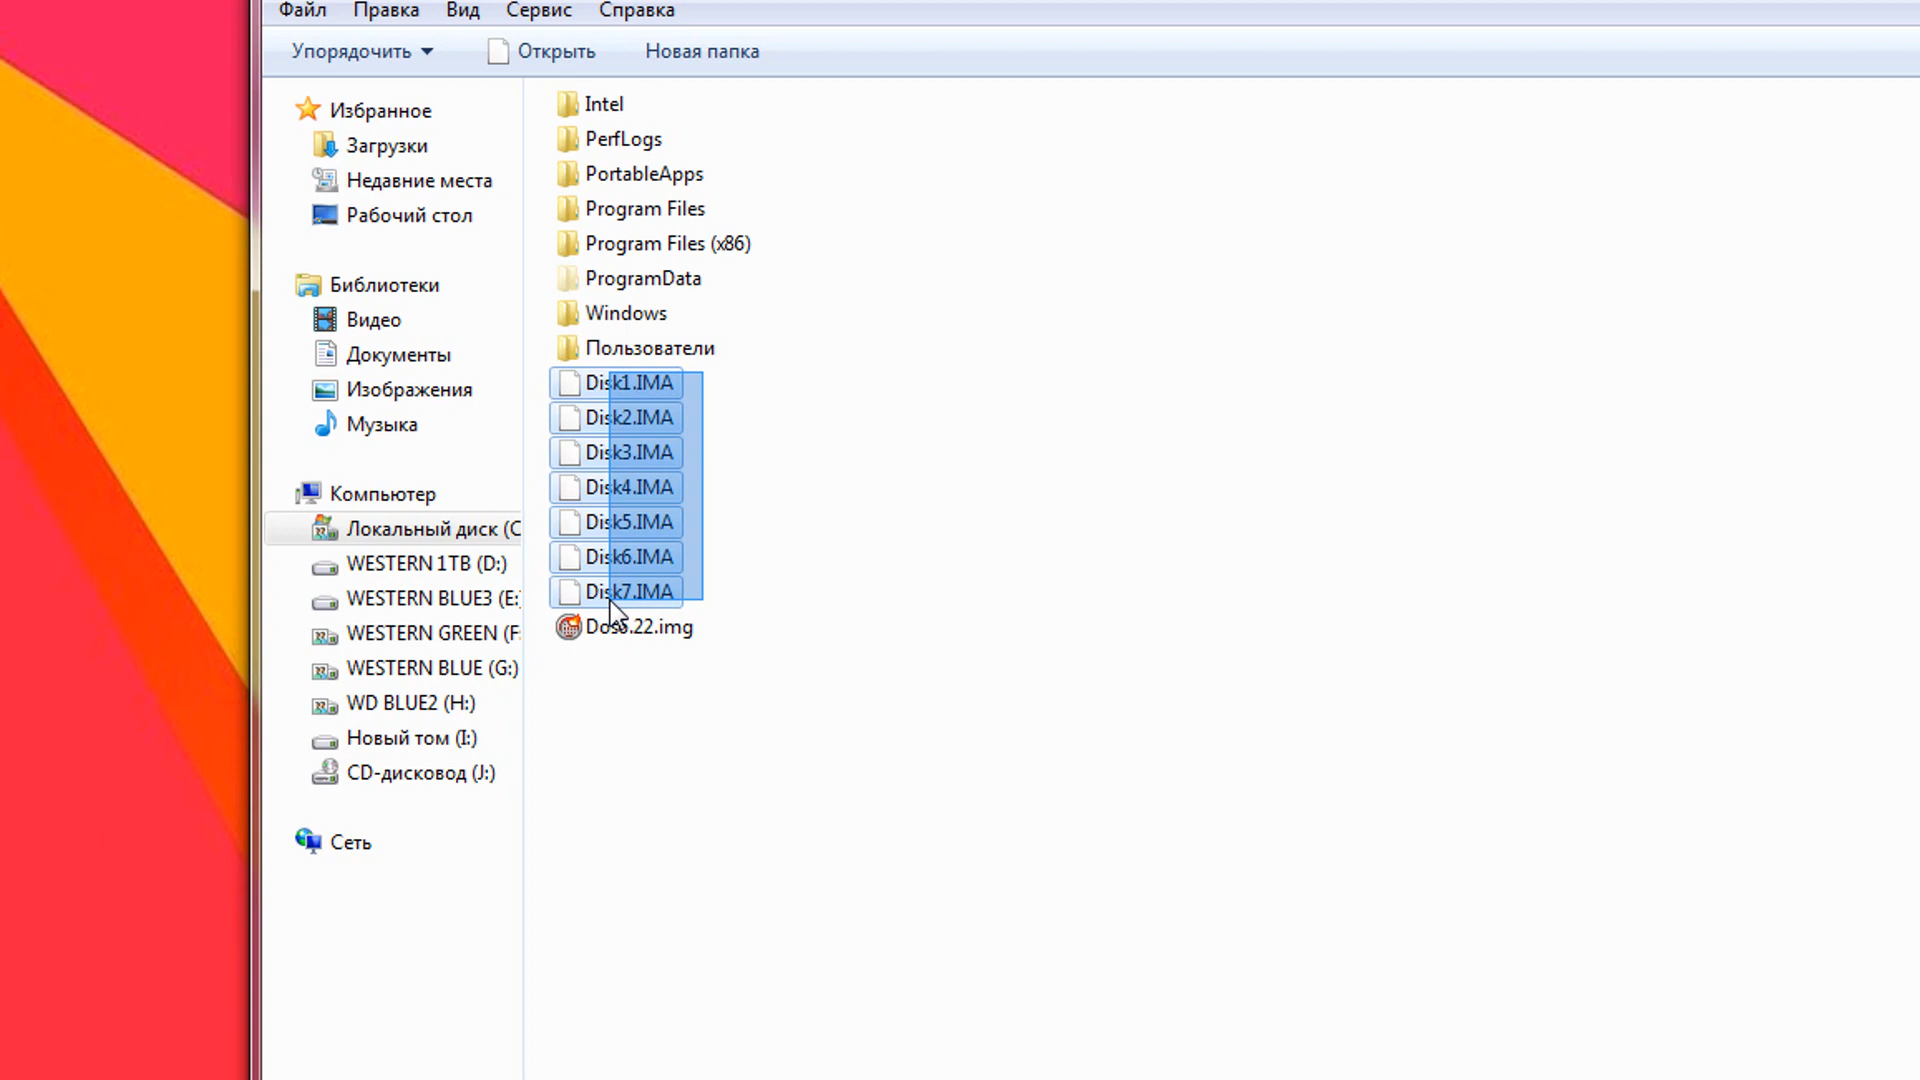 Файл Правка Вид Сервис Справка
Упорядочить Открыть Новая папка
Избранное
Загрузки
Недавние места
Рабочий стол
Библиотеки
Видео
Документы
Изображения
Музыка
Компьютер
Локальный диск (C
WESTERN 1TB (D:)
WESTERN BLUE3 (E:
WESTERN GREEN (F:
WESTERN BLUE (G:)
WD BLUE2 (H:)
Новый том (I:)
CD-дисковод (J:)
Сеть
Intel
PerfLogs
PortableApps
Program Files
Program Files (x86)
ProgramData
Windows
Пользователи
Disk1.IMA
Disk2.IMA
Disk3.IMA
Disk4.IMA
Disk5.IMA
Disk6.IMA
Disk7.IMA
Dos6.22.img